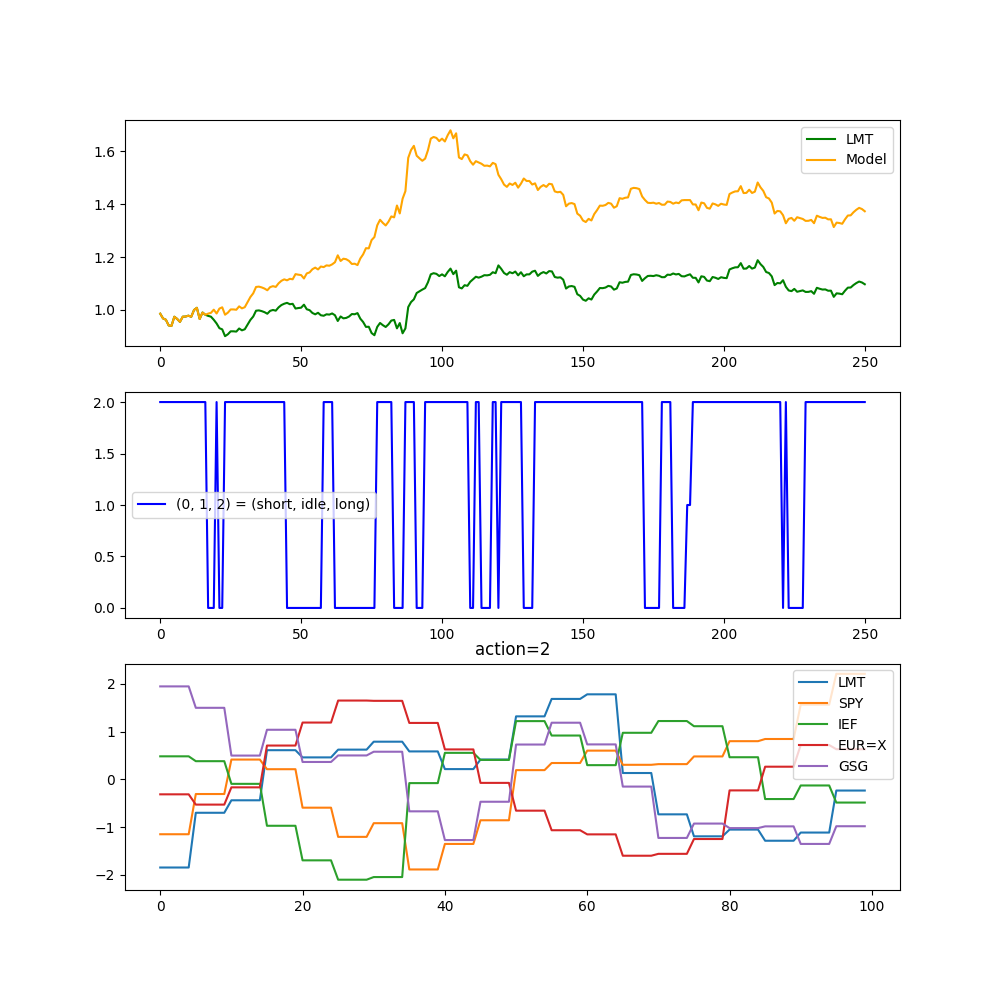 1.6
1.4
1.2
1.0
LMT
Model
0 50 100 150 200 250
2.0
1.5
1.0
0.5
0.0
(0, 1, 2) = (short, idle, long)
0 50 100 150 200 250
action=2
2
1
0
−1
−2
LMT
SPY
IEF
EUR=X
GSG
0 20 40 60 80 100